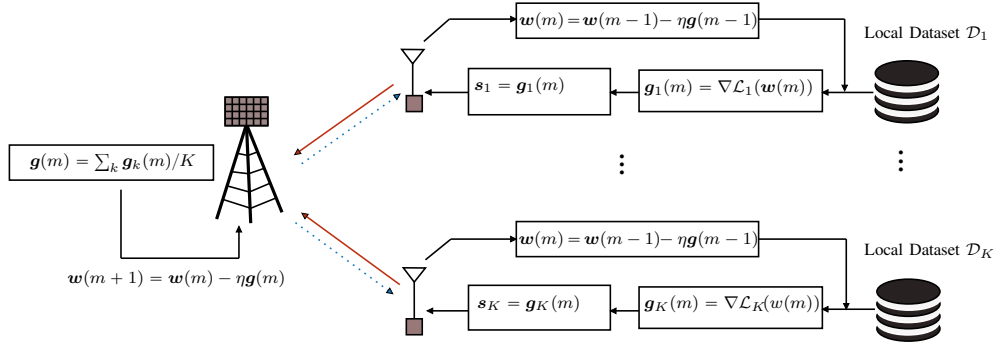 𝒘(m) = 𝒘(m − 1) − η𝒈(m − 1)
Local Dataset 𝒟₁
𝒔₁ = 𝒈₁(m)
𝒈₁(m) = ∇ℒ₁(𝒘(m))
𝒈(m) = ∑ₖ 𝒈ₖ(m)/K
⋮
⋮
𝒘(m) = 𝒘(m − 1) − η𝒈(m − 1)
Local Dataset 𝒟_K
𝒘(m + 1) = 𝒘(m) − η𝒈(m)
𝒔_K = 𝒈_K(m)
𝒈_K(m) = ∇ℒ_K(w(m))